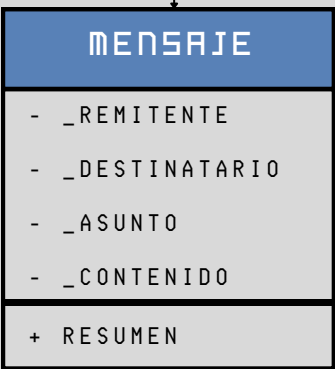 MENSAJE
- _REMITENTE
- _DESTINATARIO
- _ASUNTO
- _CONTENIDO
+ RESUMEN